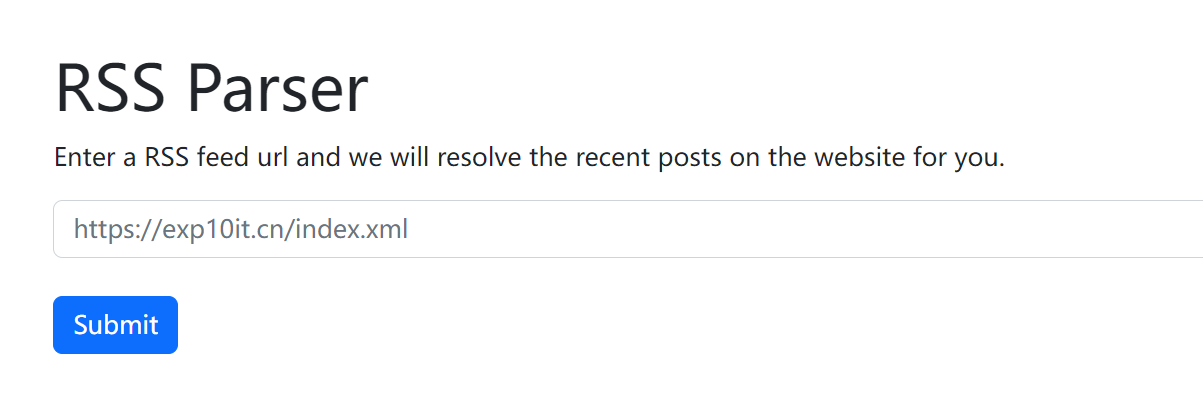 RSS Parser
Enter a RSS feed url and we will resolve the recent posts on the website for you.
https://exp10it.cn/index.xml
Submit